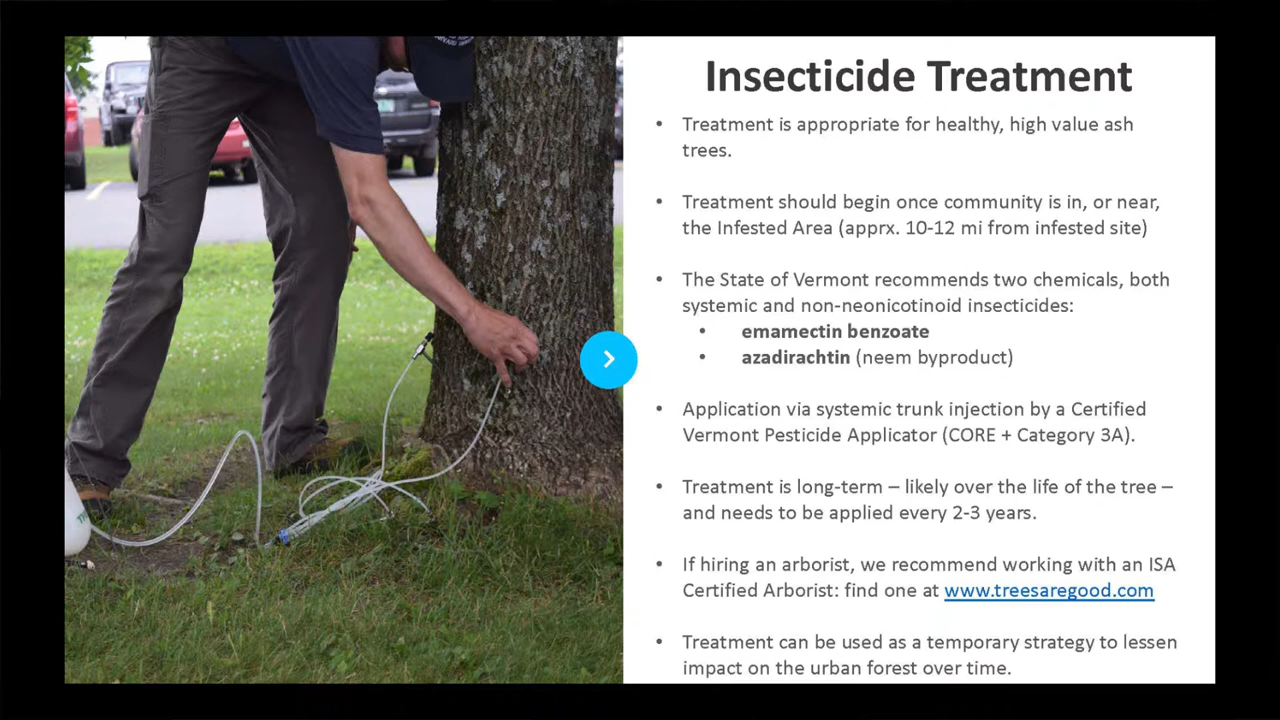 Insecticide Treatment
• Treatment is appropriate for healthy, high value ash
trees.
• Treatment should begin once community is in, or near,
the Infested Area (apprx. 10-12 mi from infested site)
• The State of Vermont recommends two chemicals, both
systemic and non-neonicotinoid insecticides:
• emamectin benzoate
• azadirachtin (neem byproduct)
• Application via systemic trunk injection by a Certified
Vermont Pesticide Applicator (CORE + Category 3A).
• Treatment is long-term – likely over the life of the tree –
and needs to be applied every 2-3 years.
• If hiring an arborist, we recommend working with an ISA
Certified Arborist: find one at www.treesaregood.com
• Treatment can be used as a temporary strategy to lessen
impact on the urban forest over time.